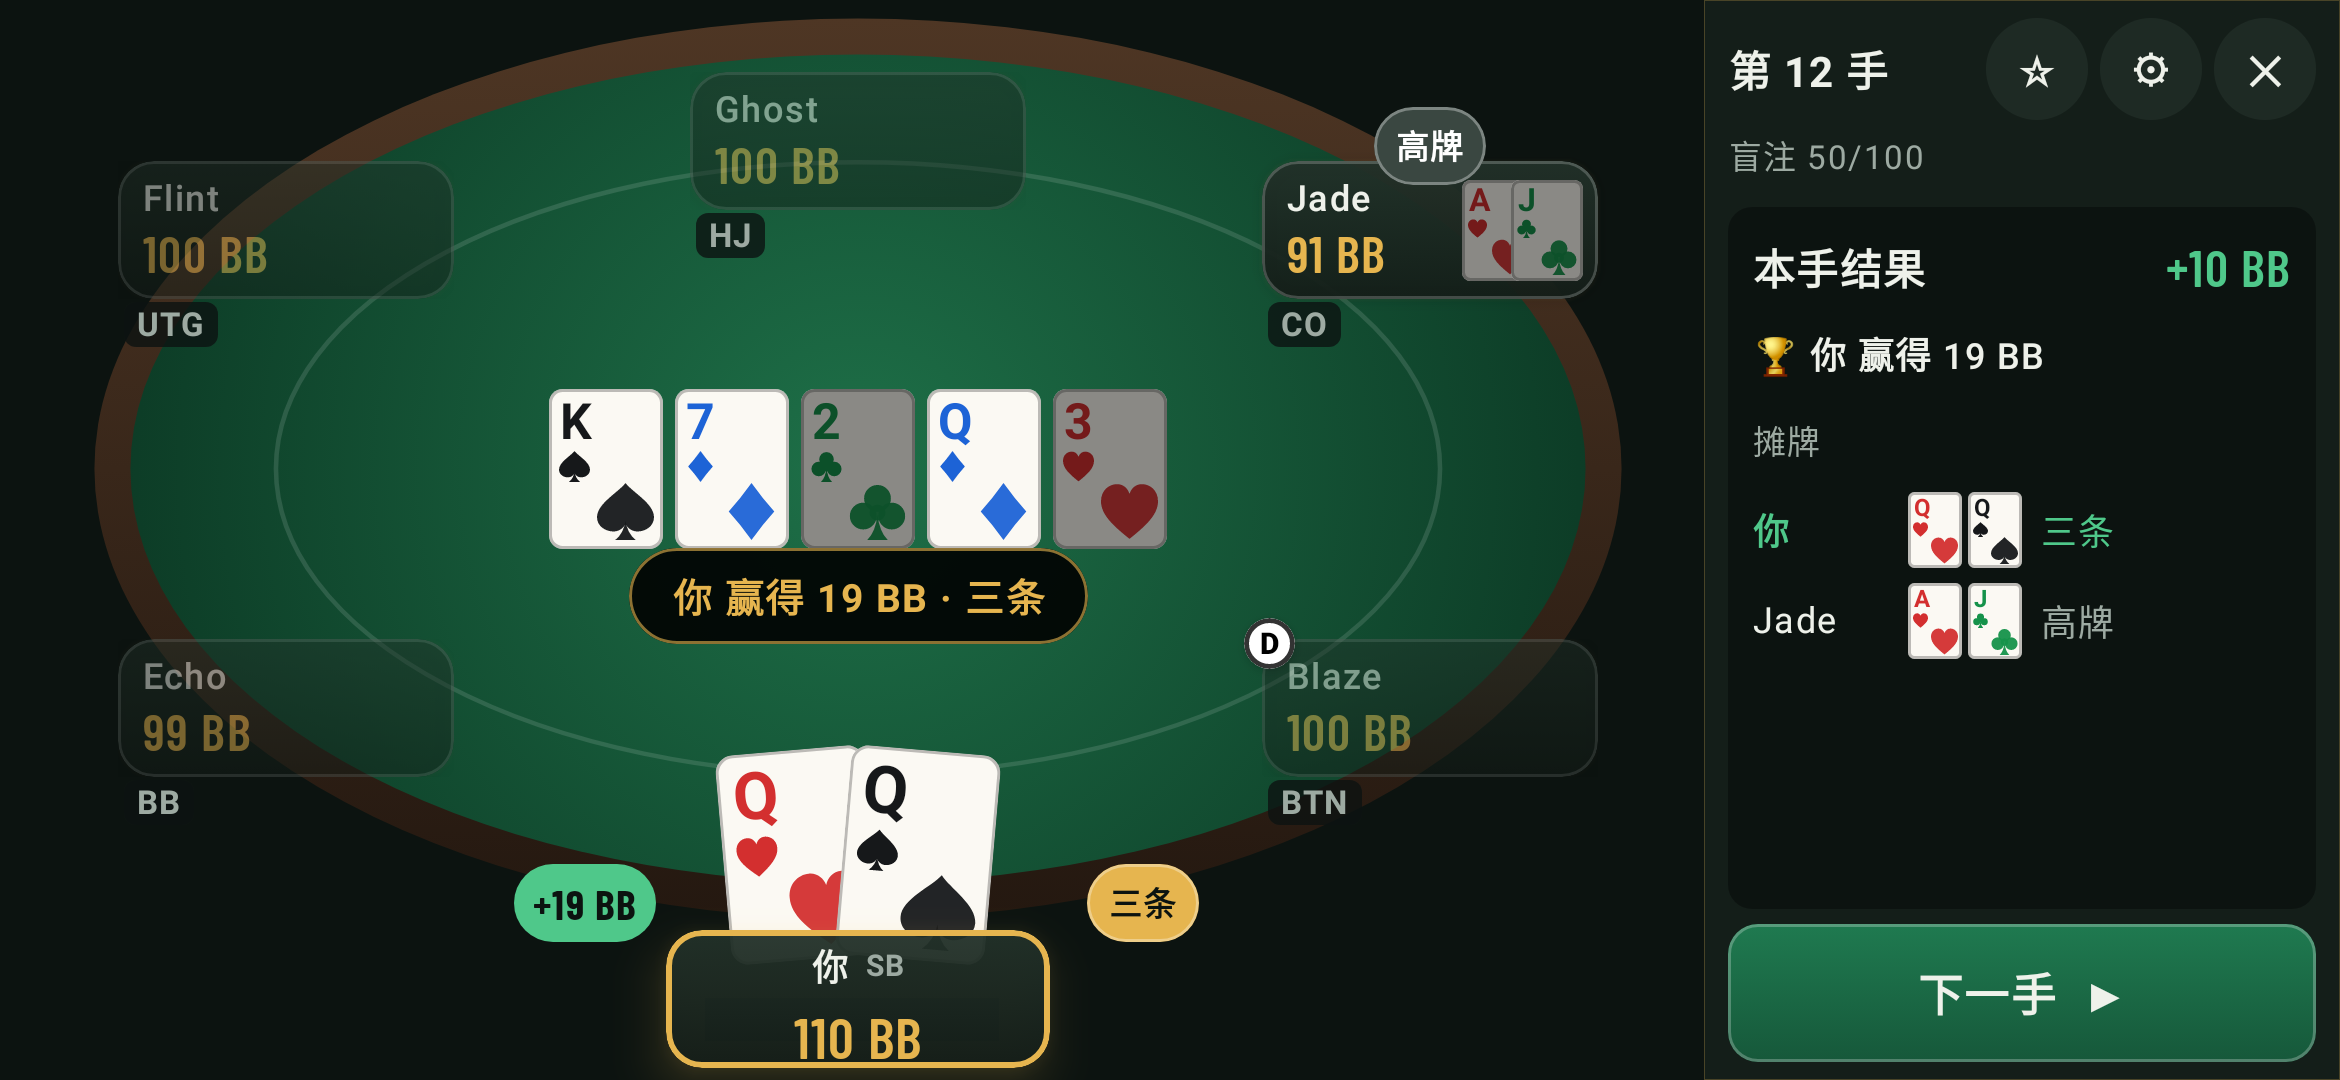 Ghost
100 BB
HJ
Flint
100 BB
UTG
高牌
Jade
91 BB
A
J
CO
K
7
2
Q
3
你 赢得 19 BB · 三条
Echo
99 BB
BB
D
Blaze
100 BB
BTN
Q
Q
+19 BB
三条
你 SB
110 BB
第 12 手
盲注 50/100
本手结果 +10 BB
🏆 你 赢得 19 BB
摊牌
你 Q Q 三条
Jade A J 高牌
下一手 ▶